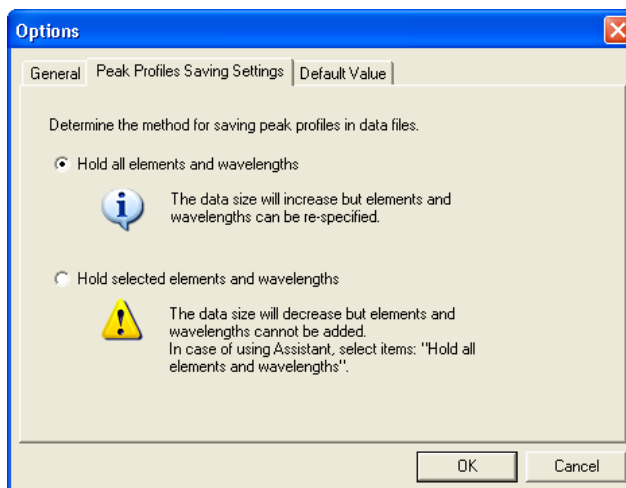 Options
General
Peak Profiles Saving Settings
Default Value
Determine the method for saving peak profiles in data files.
Hold all elements and wavelengths
The data size will increase but elements and
wavelengths can be re-specified.
Hold selected elements and wavelengths
The data size will decrease but elements and
wavelengths cannot be added.
In case of using Assistant, select items: "Hold all
elements and wavelengths".
OK
Cancel